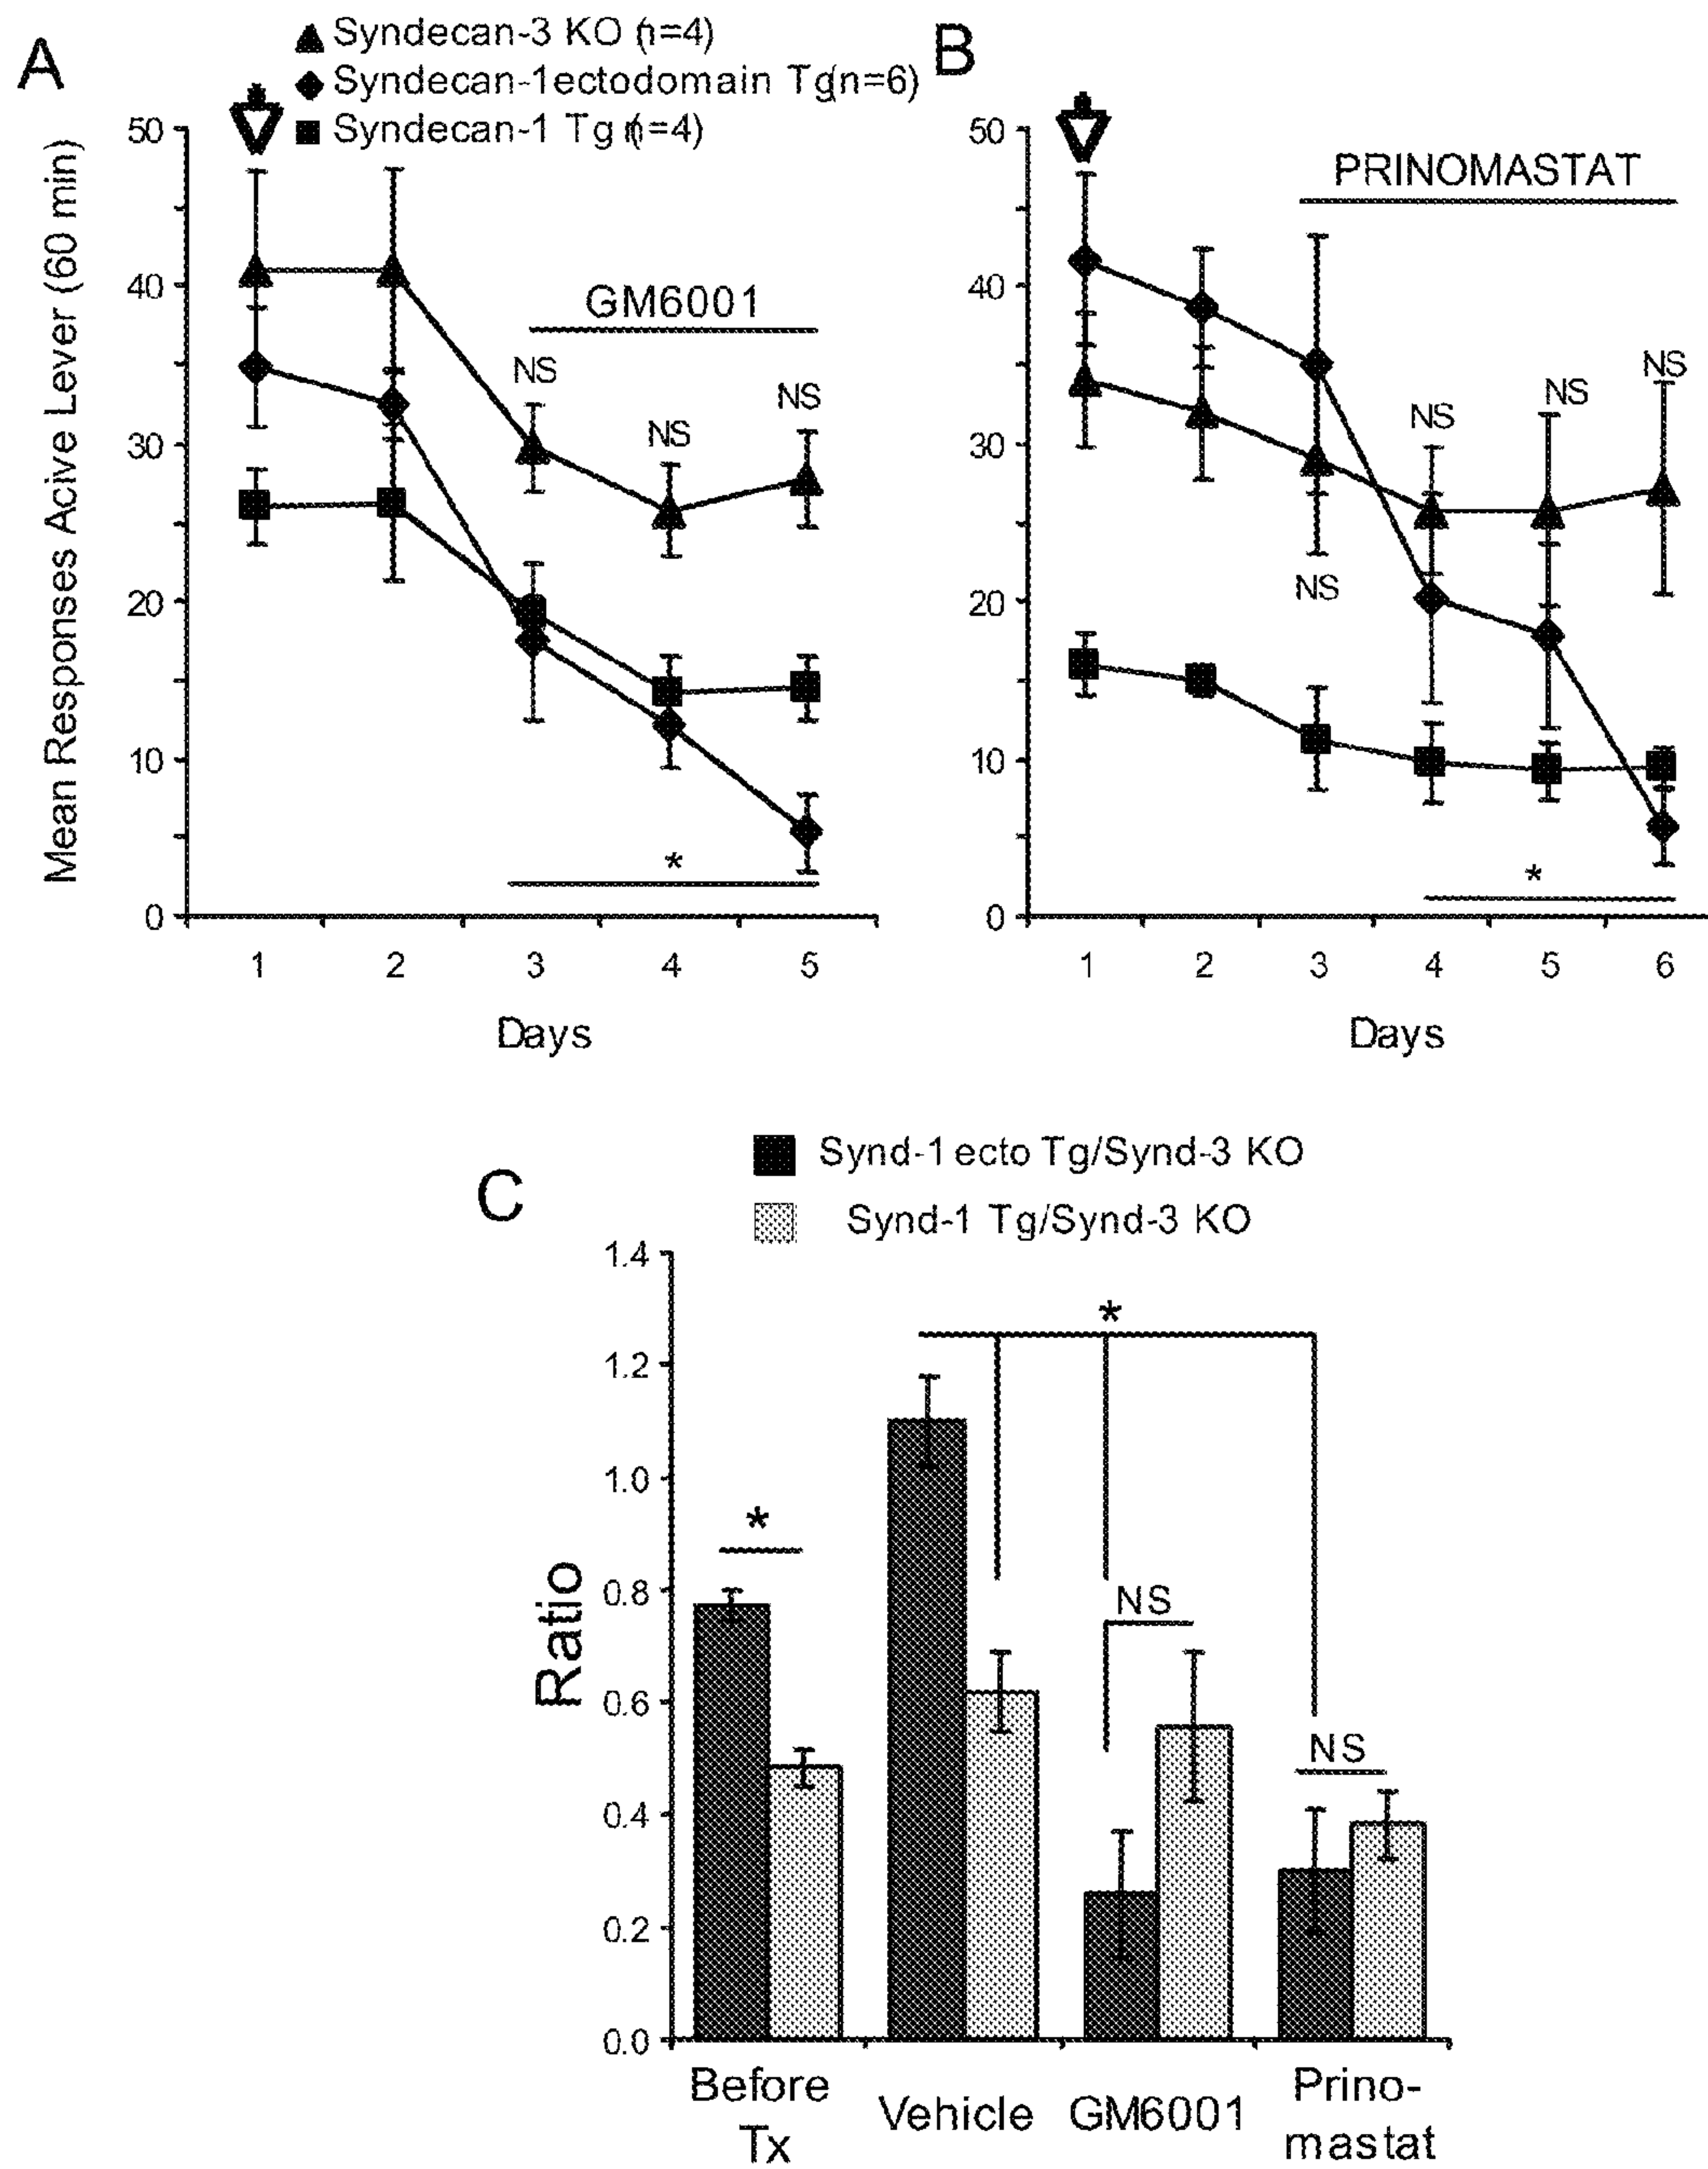 A
Syndecan-3 KO (n=4)
Syndecan-1ectodomain Tg(n=6)
Syndecan-1 Tg (n=4)
Mean Responses Acive Lever (60 min)
50
40
30
20
10
0
GM6001
NS
NS
NS
*
1 2 3 4 5
Days
B
50
40
30
20
10
0
PRINOMASTAT
NS
NS
NS
NS
*
1 2 3 4 5 6
Days
C
Synd-1ecto Tg/Synd-3 KO
Synd-1 Tg/Synd-3 KO
Ratio
1.4
1.2
1.0
0.8
0.6
0.4
0.2
0.0
*
*
NS
NS
Before
Tx
Vehicle
GM6001
Prino-
mastat